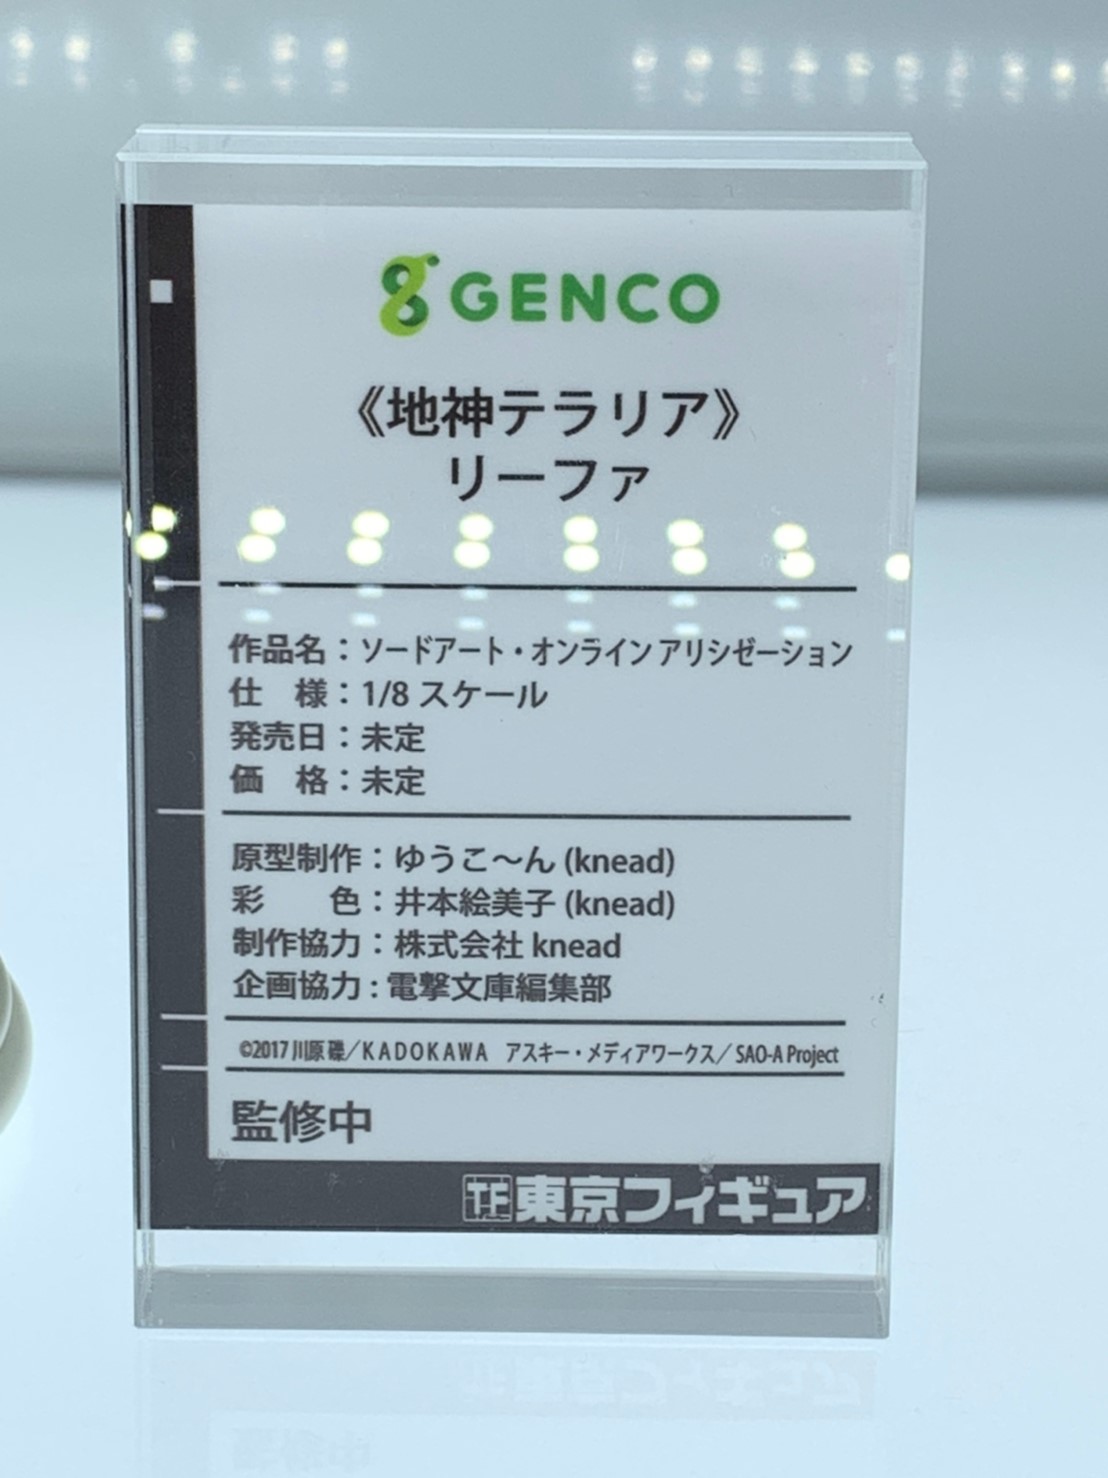 GENCO
《地神テラリア》
リーファ
作品名：ソードアート・オンライン アリシゼーション
仕　様：1/8 スケール
発売日：未定
価　格：未定
原型制作：ゆうこ〜ん (knead)
彩　　色：井本絵美子 (knead)
制作協力：株式会社 knead
企画協力：電撃文庫編集部
©2017 川原 礫／KADOKAWA　アスキー・メディアワークス／SAO-A Project
監修中
TF 東京フィギュア